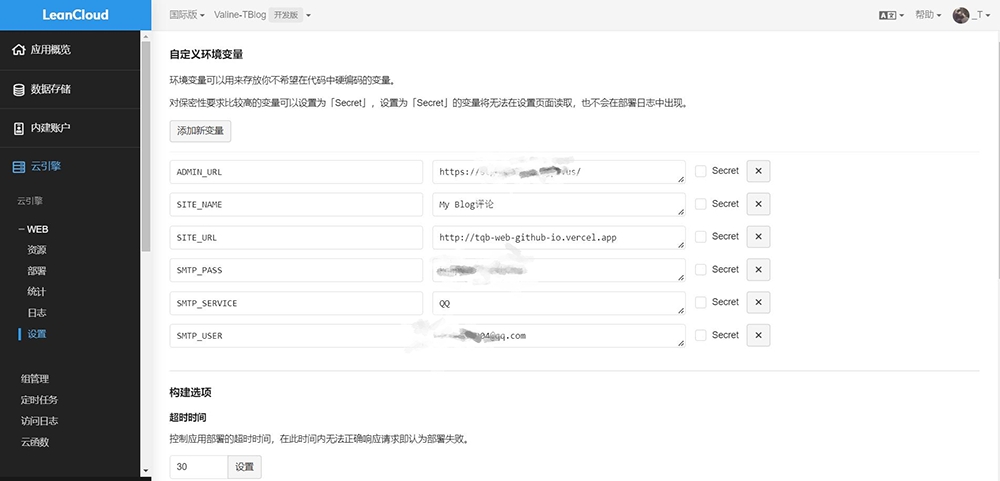 LeanCloud
国际版 Valine-TBlog 开发版
帮助 _T
应用概览
数据存储
内建账户
云引擎
云引擎
WEB
资源
部署
统计
日志
设置
组管理
定时任务
访问日志
云函数
自定义环境变量
环境变量可以用来存放你不希望在代码中硬编码的变量。
对保密性要求比较高的变量可以设置为「Secret」，设置为「Secret」的变量将无法在设置页面读取，也不会在部署日志中出现。
添加新变量
ADMIN_URL https:// Secret
SITE_NAME My Blog评论 Secret
SITE_URL http://tqb-web-github-io.vercel.app Secret
SMTP_PASS Secret
SMTP_SERVICE QQ Secret
SMTP_USER @qq.com Secret
构建选项
超时时间
控制应用部署的超时时间，在此时间内无法正确响应请求即认为部署失败。
30 设置